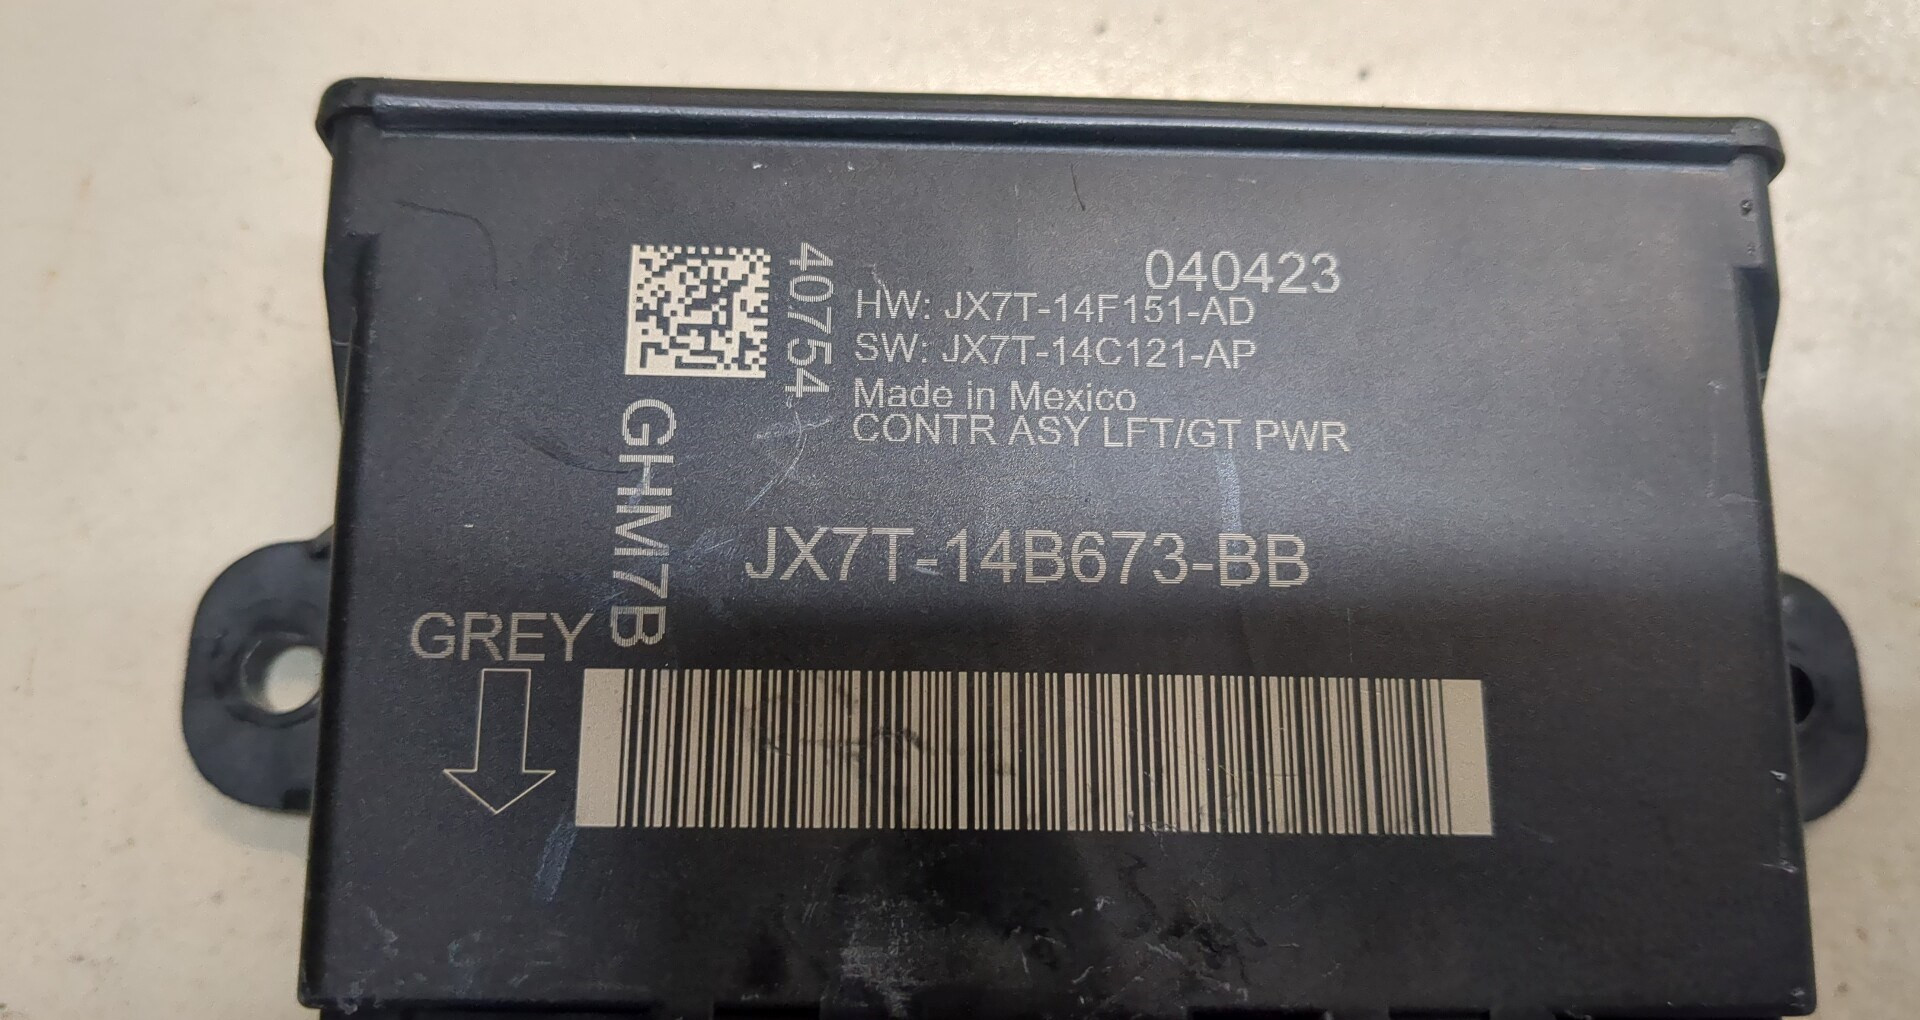 040423
40754
HW: JX7T-14F151-AD
SW: JX7T-14C121-AP
Made in Mexico
CONTR ASY LFT/GT PWR
GHM7B
JX7T-14B673-BB
GREY